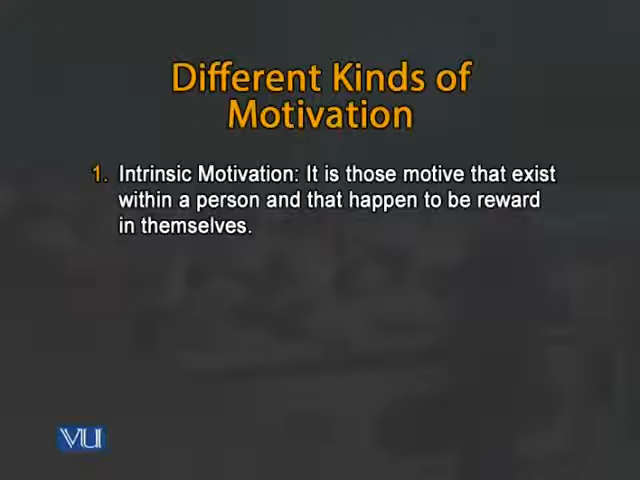 Different Kinds of
Motivation
1. Intrinsic Motivation: It is those motive that exist
within a person and that happen to be reward
in themselves.
VU